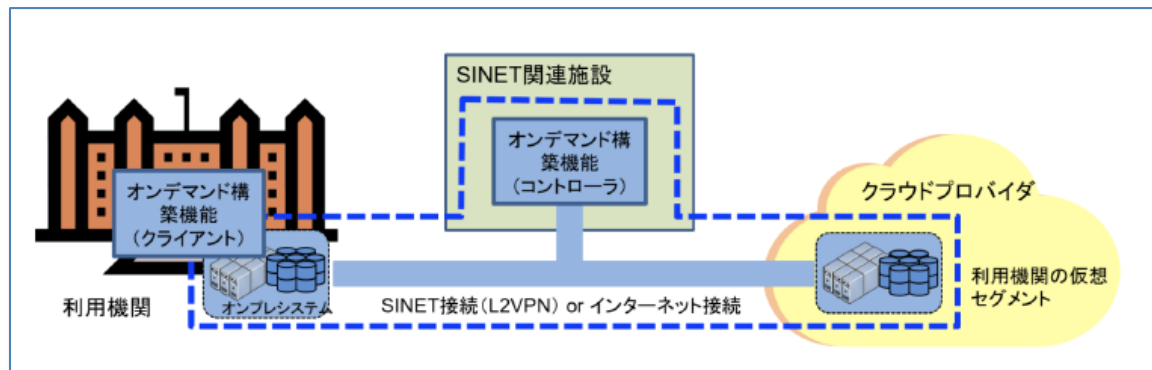 SINET関連施設
オンデマンド構
築機能
(コントローラ)
オンデマンド構
築機能
(クライアント)
クラウドプロバイダ
利用機関
オンプレシステム
SINET接続(L2VPN) or インターネット接続
利用機関の仮想
セグメント